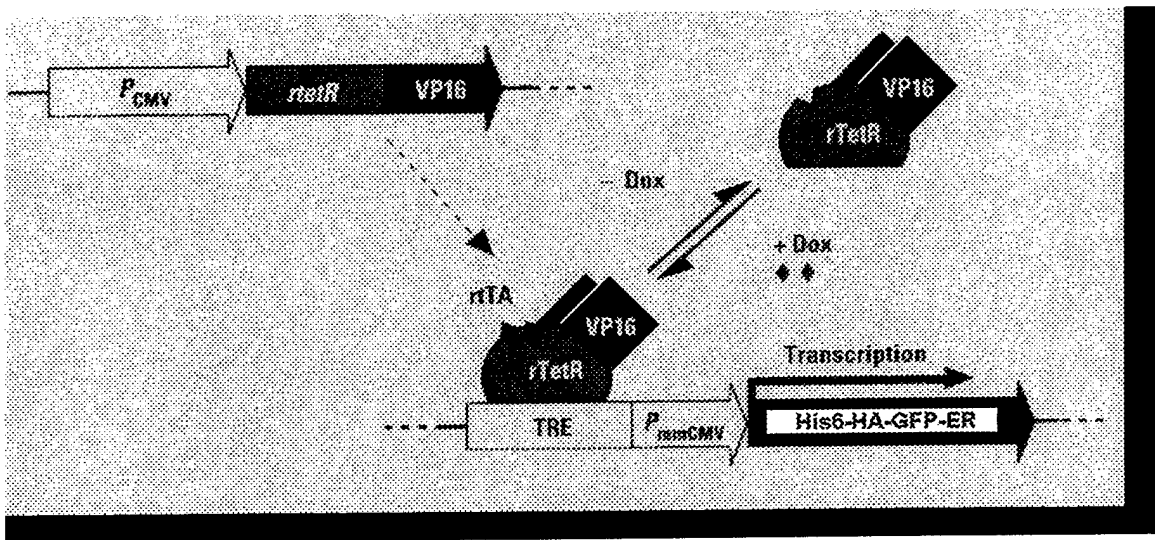 PCMV
rtetR
VP16
VP16
rTetR
– Dox
+ Dox
rtTA
VP16
rTetR
Transcription
TRE
PminCMV
His6-HA-GFP-ER